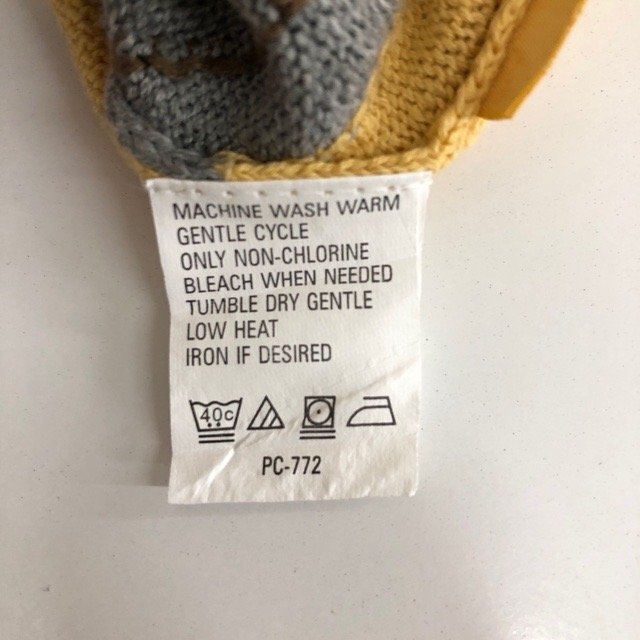 MACHINE WASH WARM
GENTLE CYCLE
ONLY NON-CHLORINE
BLEACH WHEN NEEDED
TUMBLE DRY GENTLE
LOW HEAT
IRON IF DESIRED
40c
PC-772